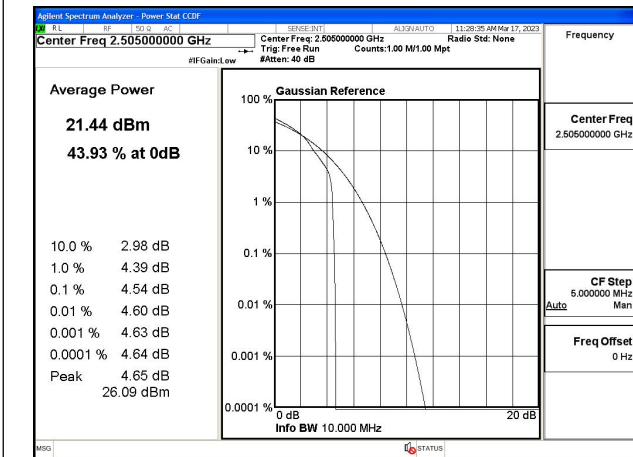 Agilent Spectrum Analyzer - Power Stat CCDF
RL RF 50 Ω AC SENSE:INT ALIGN AUTO 11:28:35 AM Mar 17, 2023
Center Freq 2.505000000 GHz
Center Freq: 2.505000000 GHz Radio Std: None
Trig: Free Run Counts:1.00 M/1.00 Mpt
#IFGain:Low #Atten: 40 dB
Frequency
Average Power
21.44 dBm
43.93 % at 0dB
10.0 % 2.98 dB
1.0 % 4.39 dB
0.1 % 4.54 dB
0.01 % 4.60 dB
0.001 % 4.63 dB
0.0001 % 4.64 dB
Peak 4.65 dB
26.09 dBm
Gaussian Reference
100 %
10 %
1 %
0.1 %
0.01 %
0.001 %
0.0001 %
0 dB 20 dB
Info BW 10.000 MHz
Center Freq
2.505000000 GHz
CF Step
5.000000 MHz
Auto Man
Freq Offset
0 Hz
MSG STATUS